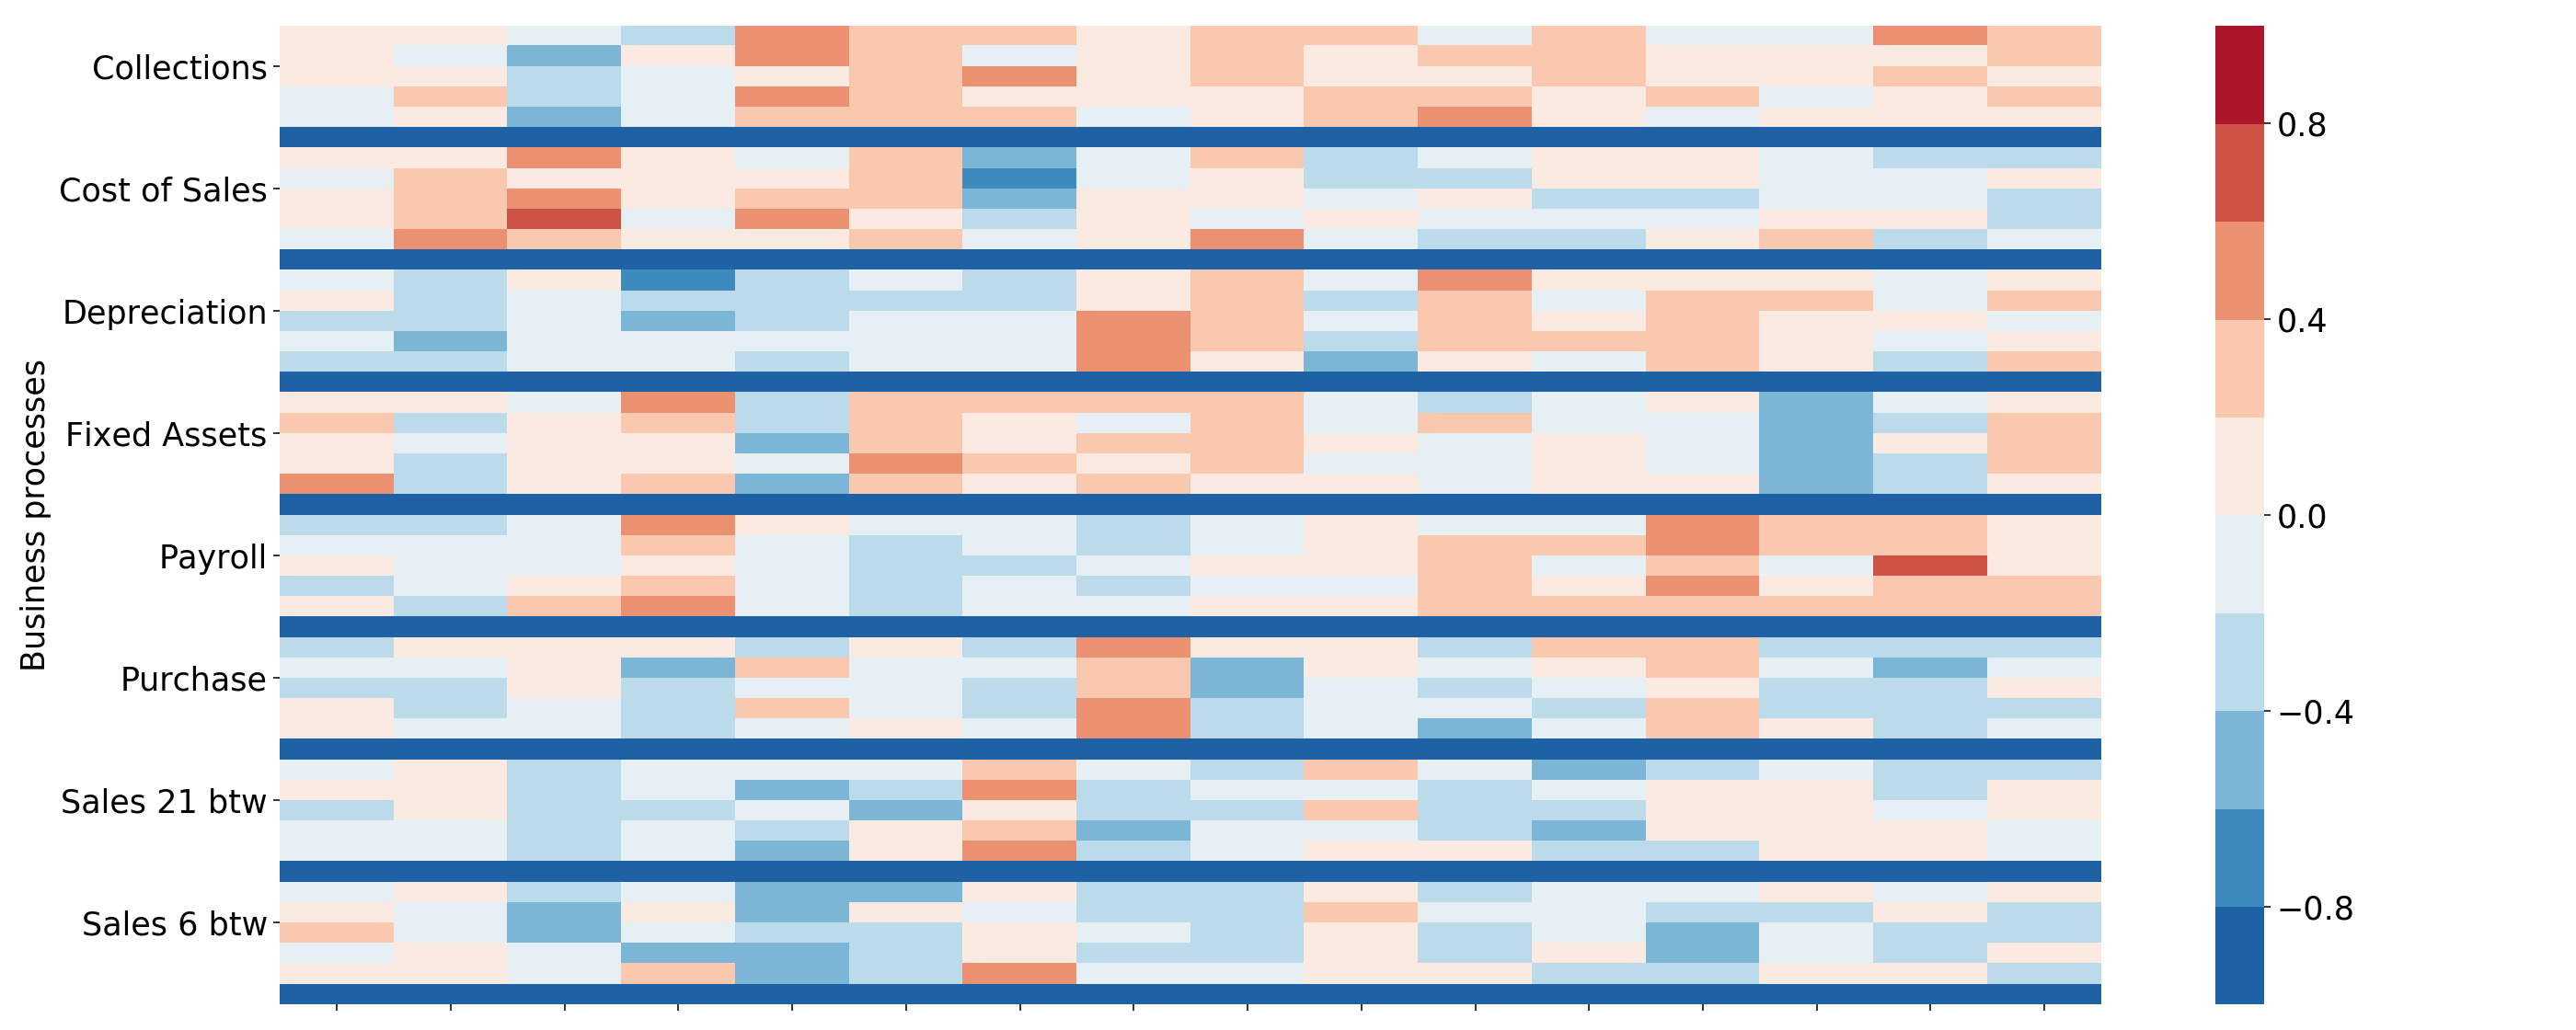 Business processes
Collections
Cost of Sales
Depreciation
Fixed Assets
Payroll
Purchase
Sales 21 btw
Sales 6 btw
0.8
0.4
0.0
−0.4
−0.8